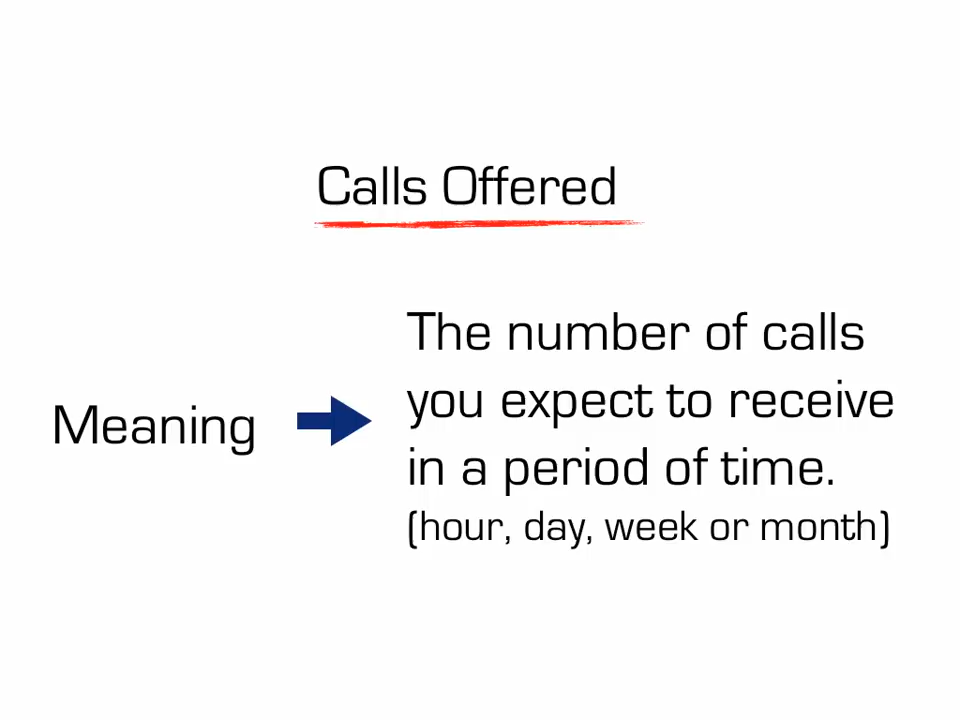 Calls Offered
Meaning
The number of calls
you expect to receive
in a period of time.
(hour, day, week or month)